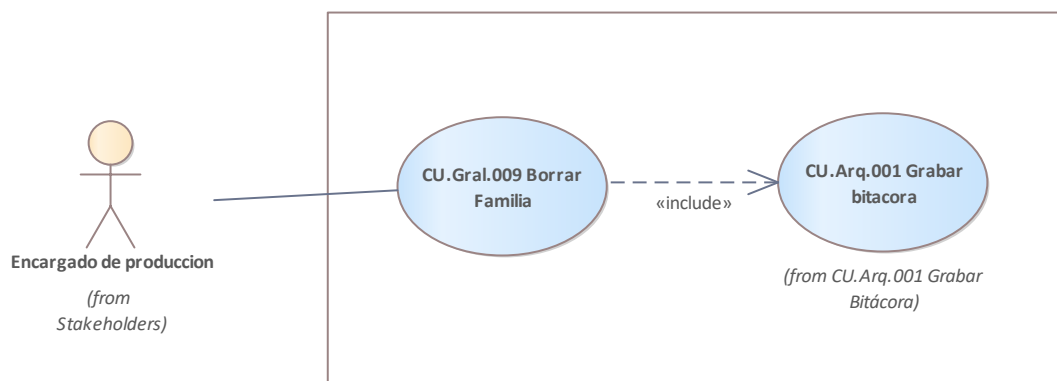 CU.Gral.009 Borrar
Familia
CU.Arq.001 Grabar
bitacora
«include»
Encargado de produccion
(from
Stakeholders)
(from CU.Arq.001 Grabar
Bitácora)